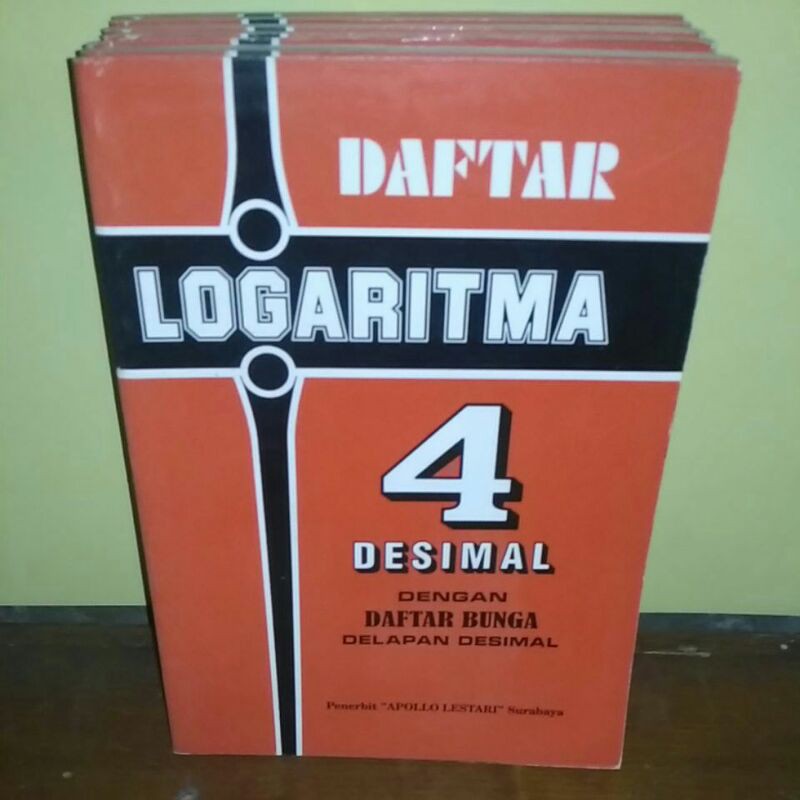 DAFTAR
LOGARITMA
4
DESIMAL
DENGAN
DAFTAR BUNGA
DELAPAN DESIMAL
Penerbit "APOLLO LESTARI" Surabaya